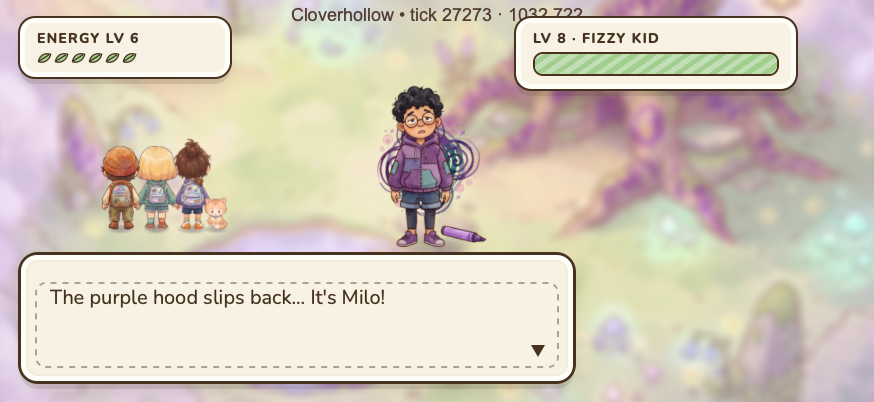 Cloverhollow • tick 27273 · 1032,722
ENERGY LV 6
LV 8 · FIZZY KID
The purple hood slips back... It's Milo!